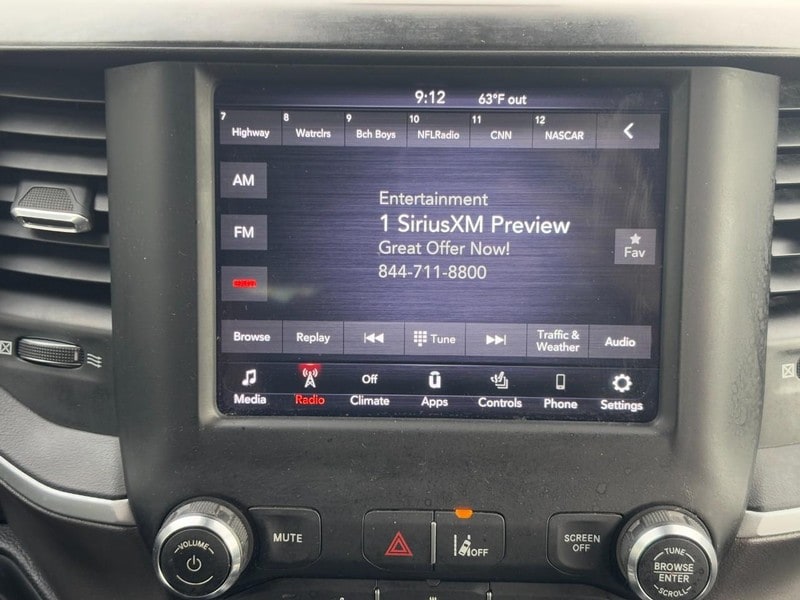 9:12 63°F out
7 Highway 8 Watrclrs 9 Bch Boys 10 NFLRadio 11 CNN 12 NASCAR
AM
FM
Entertainment
1 SiriusXM Preview
Great Offer Now!
844-711-8800
Fav
Browse Replay Tune Traffic & Weather Audio
Off
Media Radio Climate Apps Controls Phone Settings
VOLUME
MUTE
OFF
SCREEN OFF
TUNE
BROWSE
ENTER
SCROLL